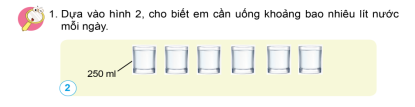 1. Dựa vào hình 2, cho biết em cần uống khoảng bao nhiêu lít nước
mỗi ngày.
250 ml
2